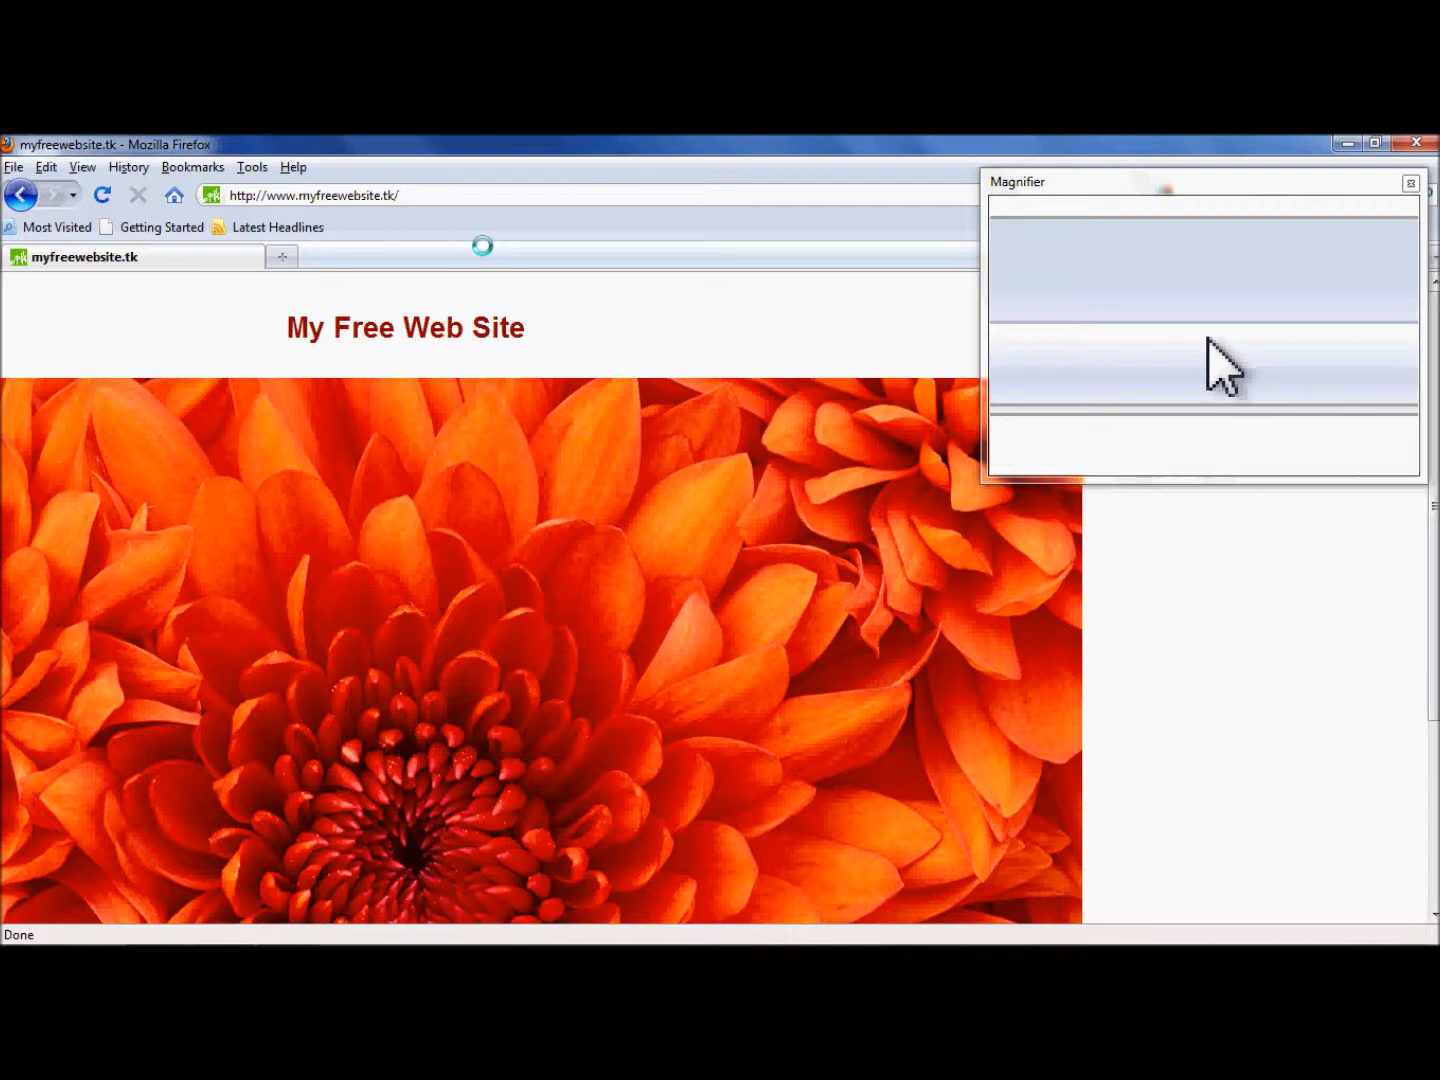 myfreewebsite.tk - Mozilla Firefox
File Edit View History Bookmarks Tools Help
http://www.myfreewebsite.tk/
Magnifier
Most Visited Getting Started Latest Headlines
myfreewebsite.tk
My Free Web Site
Done